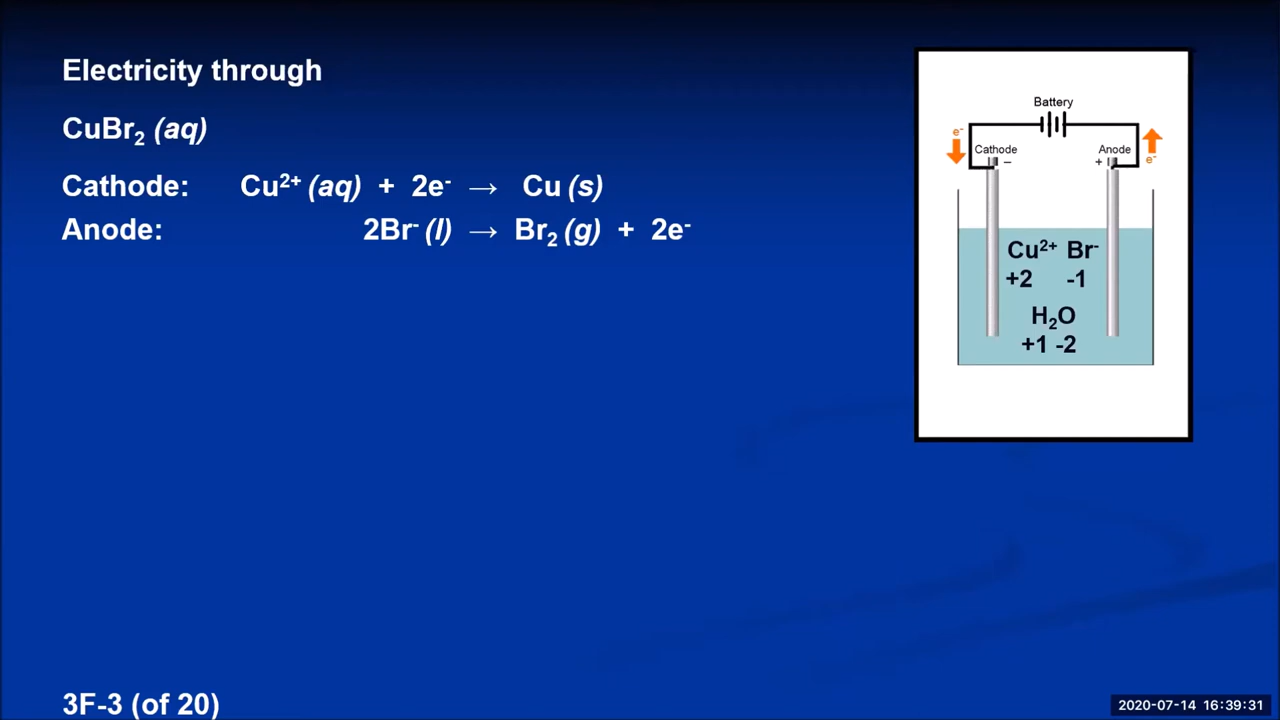 Electricity through
CuBr₂ (aq)
Cathode: Cu²⁺ (aq) + 2e⁻ → Cu (s)
Anode: 2Br⁻ (l) → Br₂ (g) + 2e⁻
Battery
e⁻
Cathode
−
Anode
+
e⁻
Cu²⁺ Br⁻
+2 -1
H₂O
+1 -2
3F-3 (of 20)
2020-07-14 16:39:31